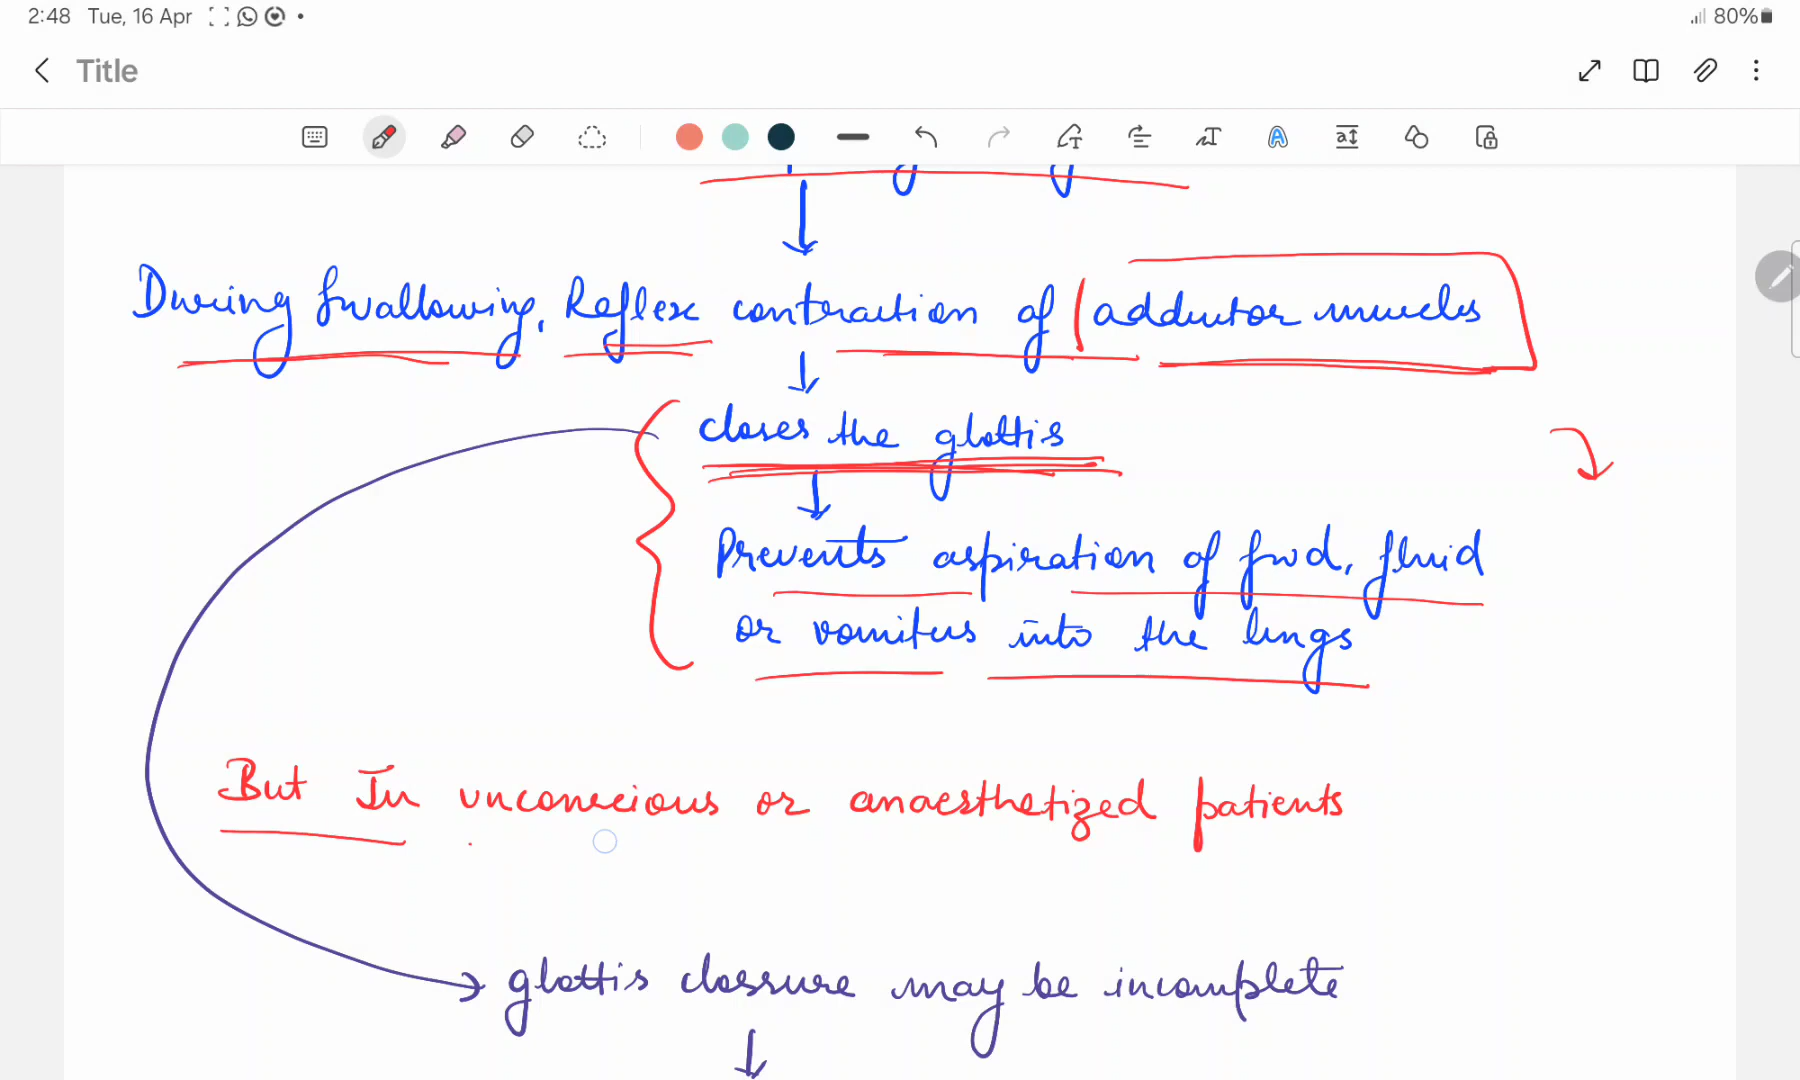 2:48 Tue, 16 Apr
80%
Title
During Swallowing, Reflex contraction of adductor muscles
closes the glottis
Prevents aspiration of food, fluid
or vomitus into the lungs
But In unconscious or anaesthetized patients
glottis clossure may be incomplete